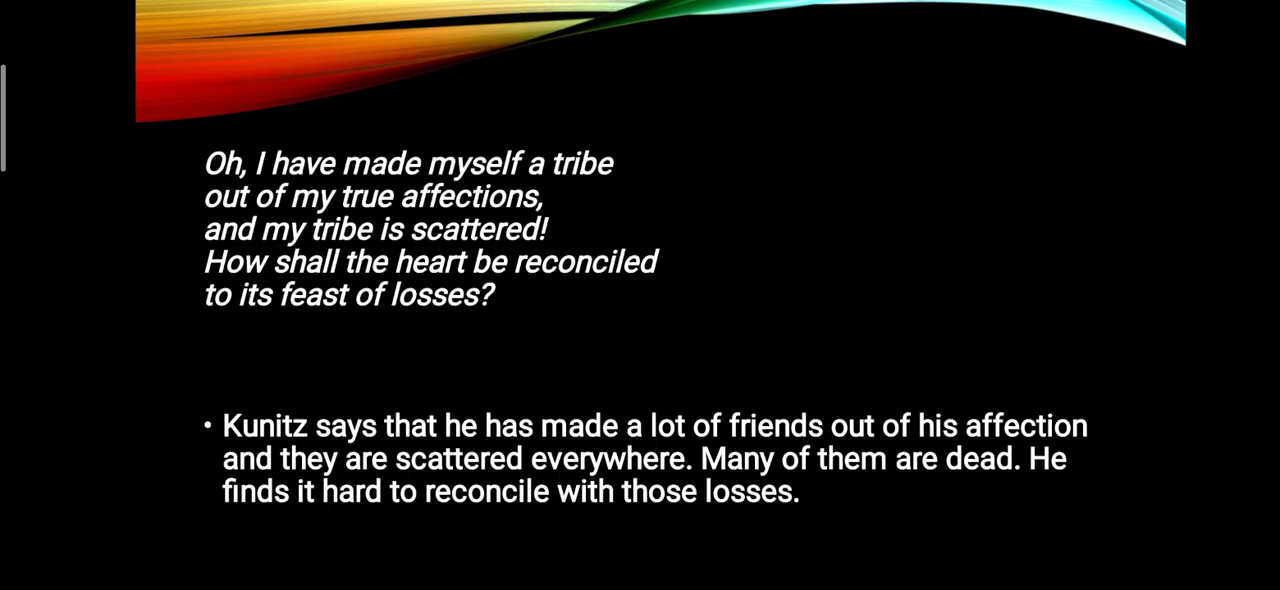 Oh, I have made myself a tribe
out of my true affections,
and my tribe is scattered!
How shall the heart be reconciled
to its feast of losses?
• Kunitz says that he has made a lot of friends out of his affection
and they are scattered everywhere. Many of them are dead. He
finds it hard to reconcile with those losses.